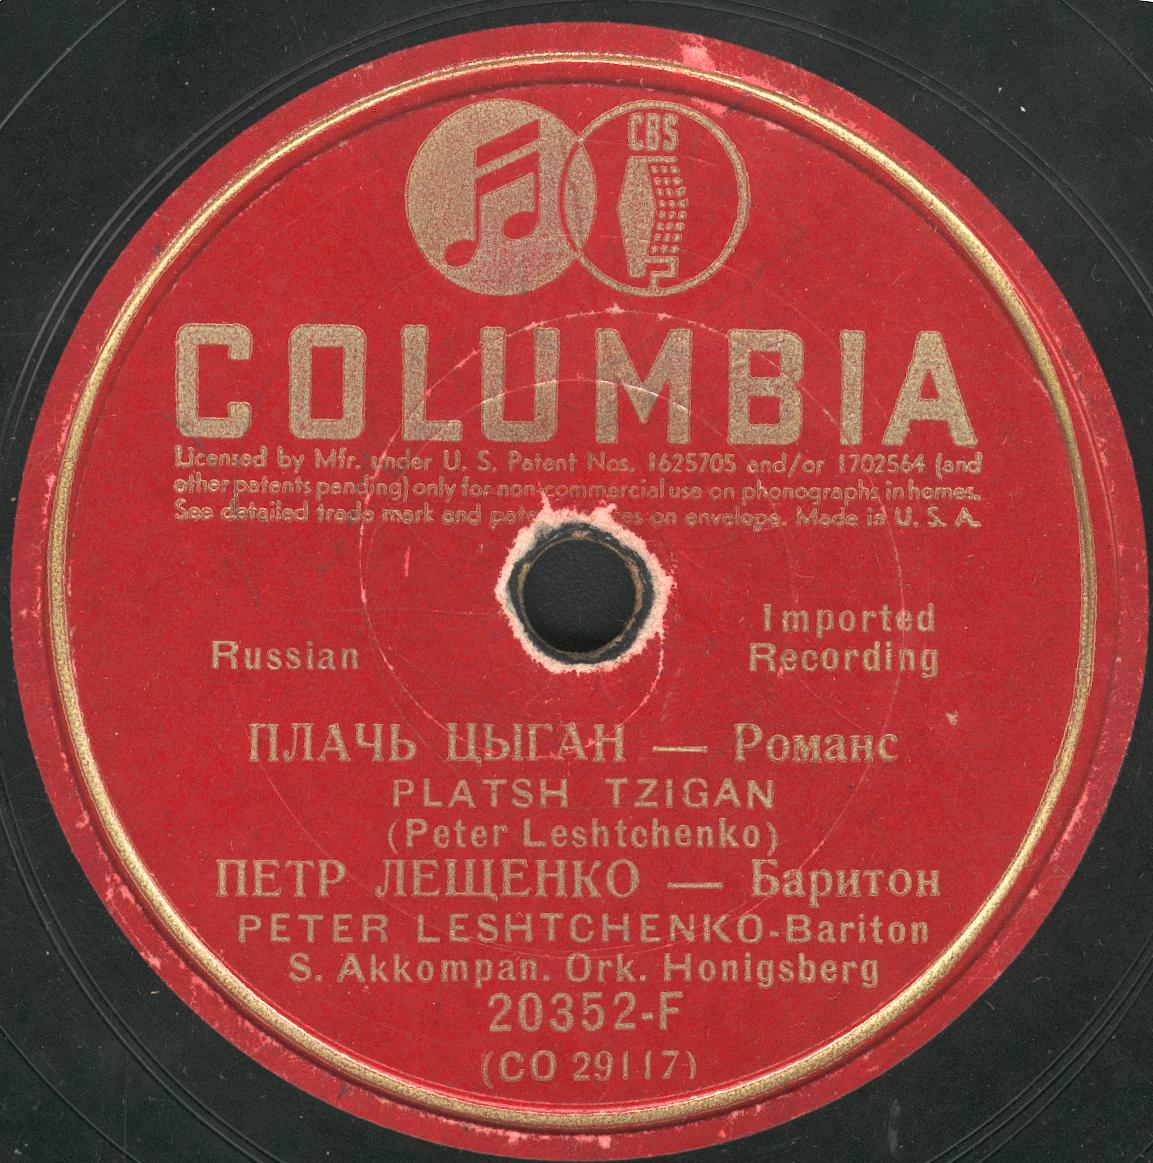 CBS
COLUMBIA
Licensed by Mfr. under U. S. Patent Nos. 1625705 and/or 1702564 (and
other patents pending) only for non-commercial use on phonographs in homes.
See detailed trade mark and on envelope. Made in U. S. A.
Russian
Imported
Recording
ПЛАЧЬ ЦЫГАН — Романс
PLATSH TZIGAN
(Peter Leshtchenko)
ПЕТР ЛЕЩЕНКО — Баритон
PETER LESHTCHENKO-Bariton
S. Akkompan. Ork. Honigsberg
20352-F
(CO 29117)